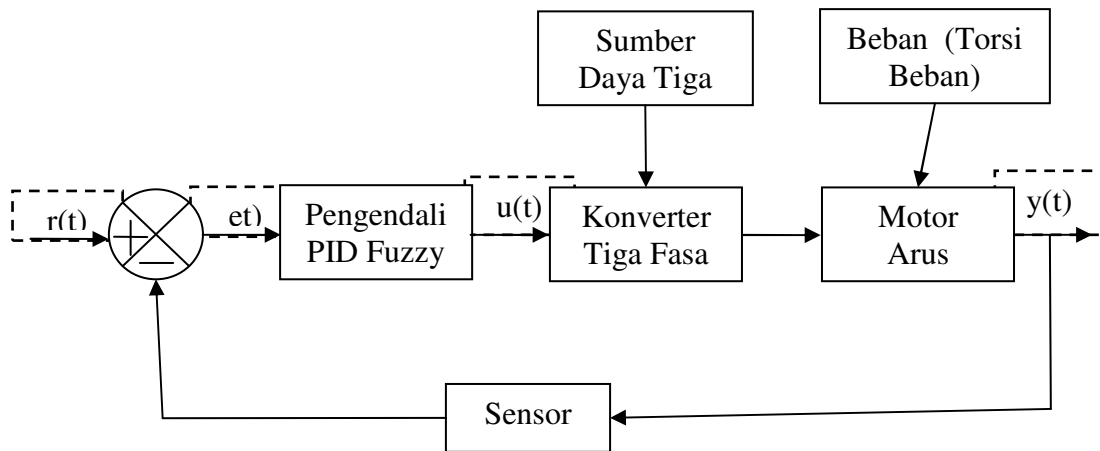 Sumber
Daya Tiga
Beban (Torsi
Beban)
r(t)
+
−
et)
Pengendali
PID Fuzzy
u(t)
Konverter
Tiga Fasa
Motor
Arus
y(t)
Sensor